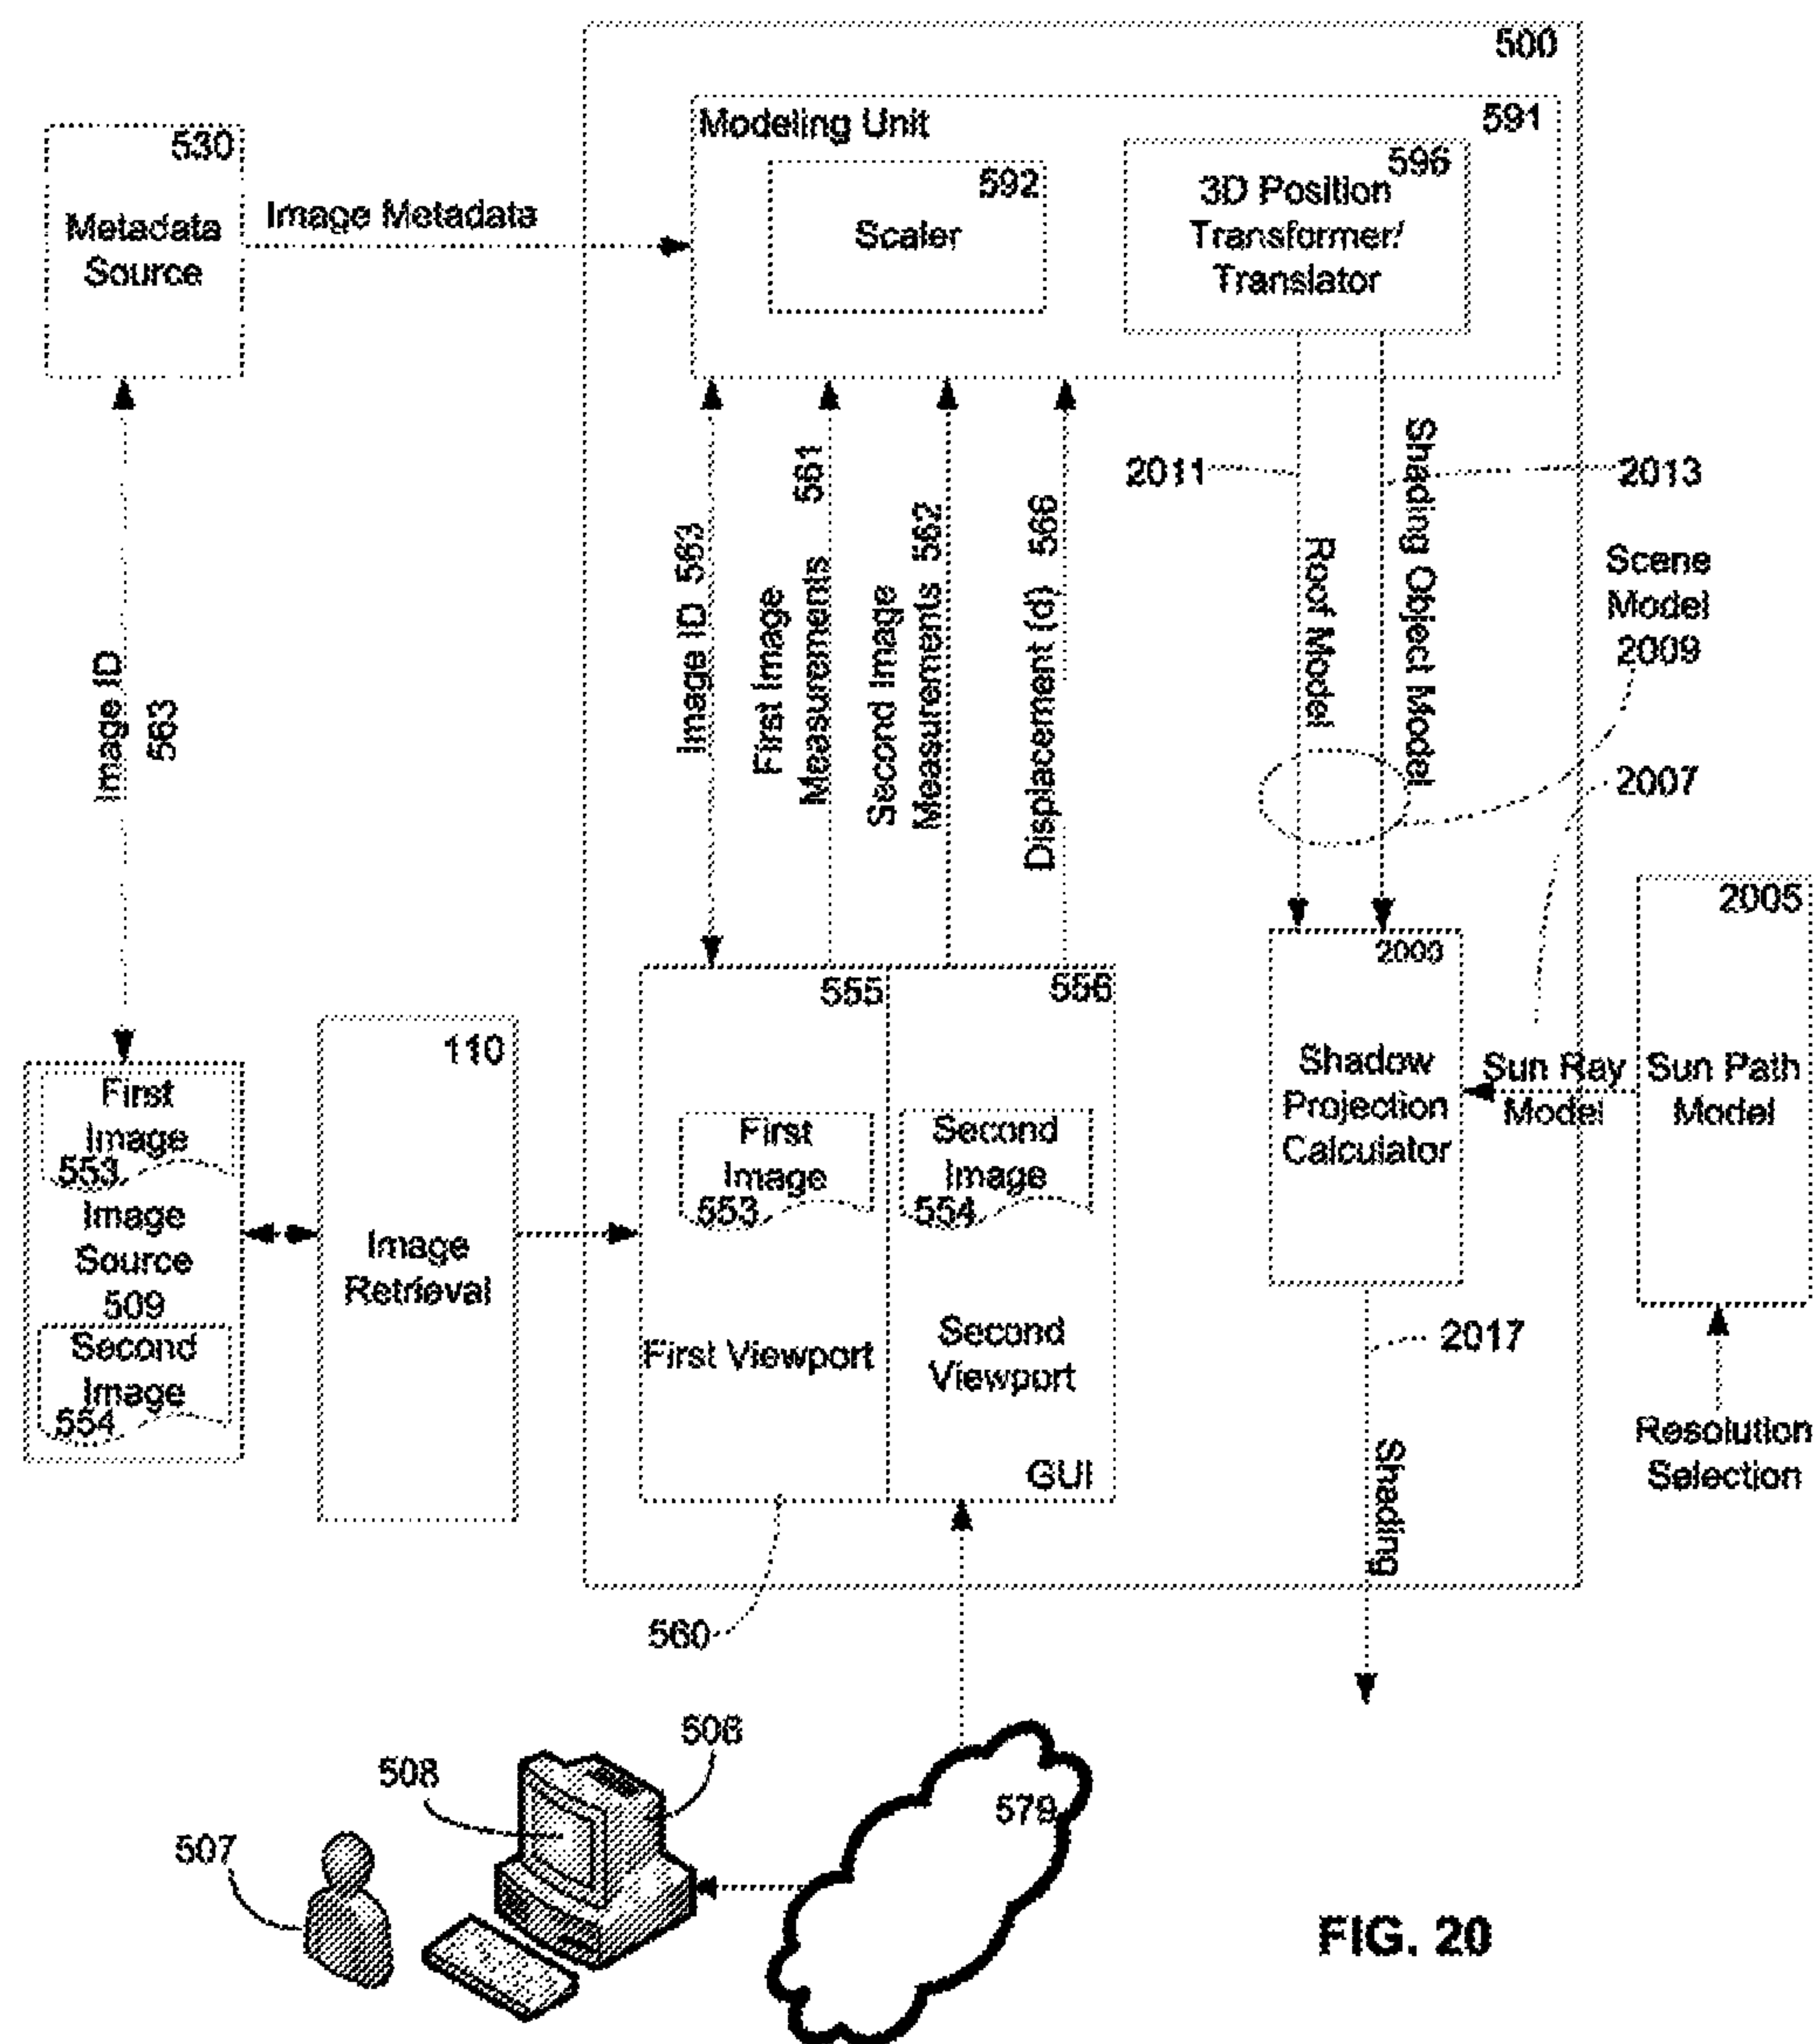 500
Modeling Unit
591
530
Metadata
Source
Image Metadata
592
Scaler
596
3D Position
Transformer/
Translator
Image ID
563
Image ID 563
First Image
Measurements 561
Second Image
Measurements 562
Displacement (d) 566
2011
Roof Model
Shading Object Model
2013
Scene
Model
2009
2007
2005
Sun Path
Model
Sun Ray
Model
2000
Shadow
Projection
Calculator
555
556
110
First
Image
553
Image
Source
509
Second
Image
554
Image
Retrieval
First
Image
553
First Viewport
Second
Image
554
Second
Viewport
GUI
2017
Shading
Resolution
Selection
560
506
508
507
579
FIG. 20